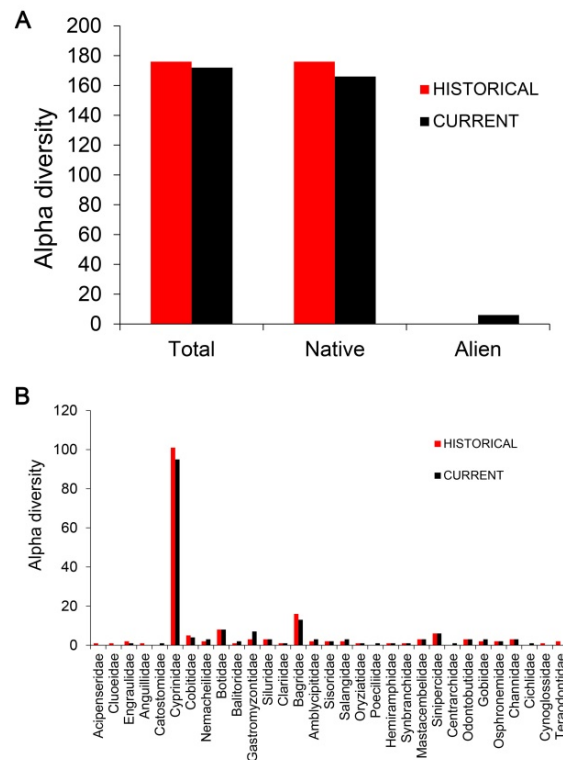 A
200
180
160
140
120
100
80
60
40
20
0
Alpha diversity
HISTORICAL
CURRENT
Total Native Alien
B
120
100
80
60
40
20
0
Alpha diversity
HISTORICAL
CURRENT
Acipenseridae
Cluoeidae
Engraulidae
Anguillidae
Catostomidae
Cyprinidae
Cobitidae
Nemacheilidae
Botidae
Balitoridae
Gastromyzontidae
Siluridae
Clariidae
Bagridae
Amblycipitidae
Sisoridae
Salangidae
Oryziatidae
Poeciliidae
Hemiramphidae
Synbranchidae
Mastacembelidae
Sinipercidae
Centrarchidae
Odontobutidae
Gobiidae
Osphronemidae
Channidae
Cichlidae
Cynoglossidae
Teraodontidae